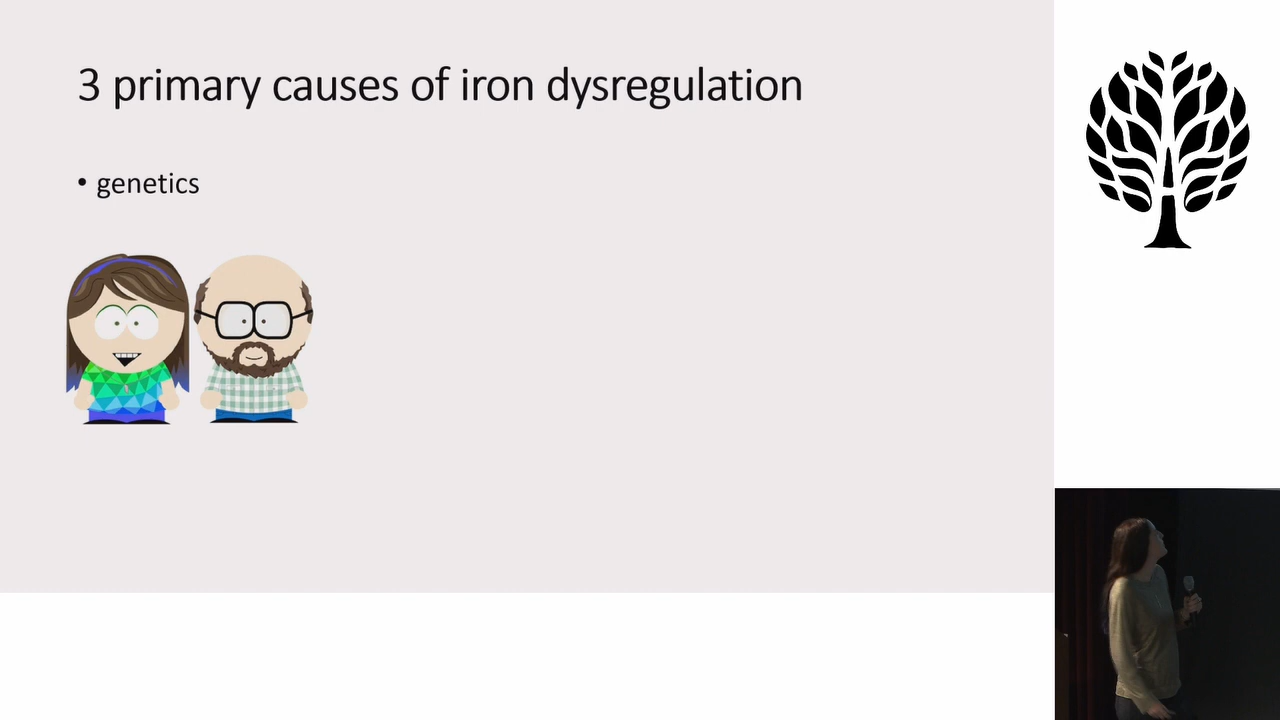 3 primary causes of iron dysregulation
• genetics